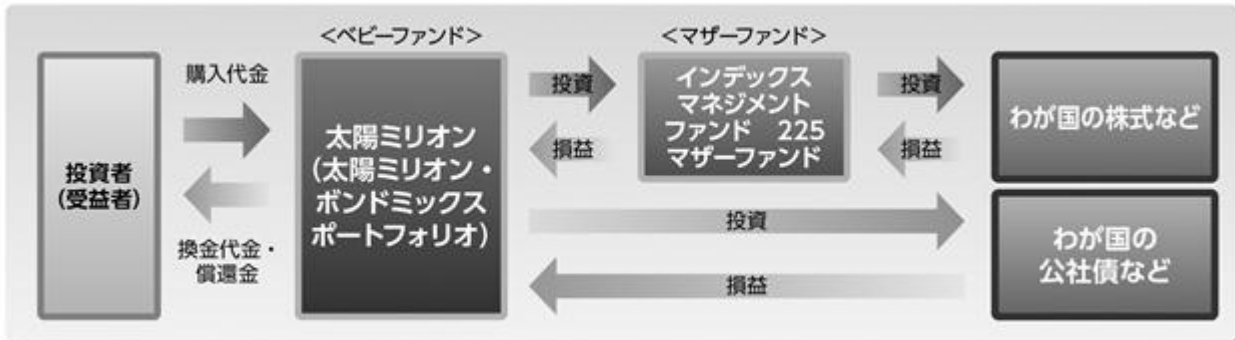 <ベビーファンド>
<マザーファンド>
投資者
(受益者)
購入代金
換金代金・
償還金
太陽ミリオン
(太陽ミリオン・
ボンドミックス
ポートフォリオ)
投資
損益
インデックス
マネジメント
ファンド 225
マザーファンド
投資
損益
わが国の株式など
投資
損益
わが国の
公社債など